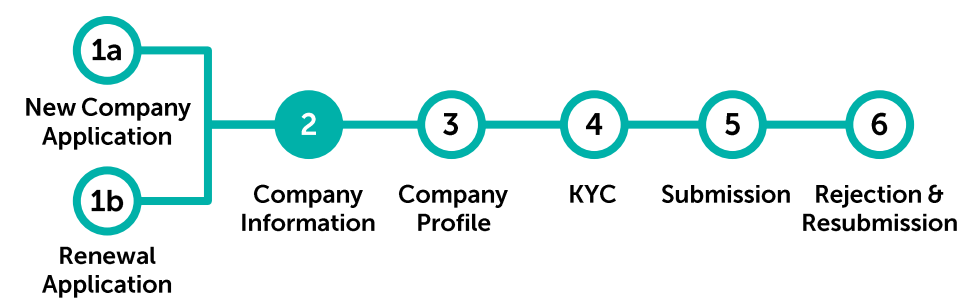 1a
New Company
Application
1b
Renewal
Application
2
Company
Information
3
Company
Profile
4
KYC
5
Submission
6
Rejection &
Resubmission